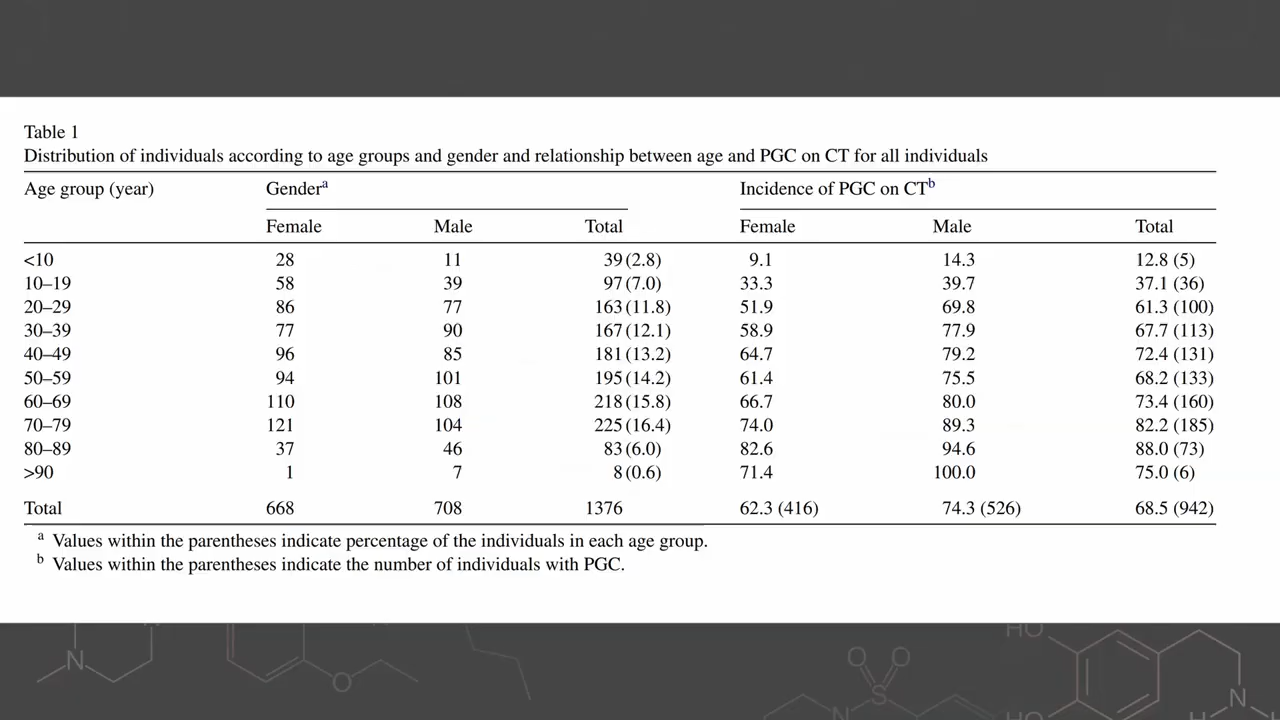 Table 1
Distribution of individuals according to age groups and gender and relationship between age and PGC on CT for all individuals
Age group (year) Gender^a Incidence of PGC on CT^b
Female Male Total Female Male Total
<10 28 11 39 (2.8) 9.1 14.3 12.8 (5)
10–19 58 39 97 (7.0) 33.3 39.7 37.1 (36)
20–29 86 77 163 (11.8) 51.9 69.8 61.3 (100)
30–39 77 90 167 (12.1) 58.9 77.9 67.7 (113)
40–49 96 85 181 (13.2) 64.7 79.2 72.4 (131)
50–59 94 101 195 (14.2) 61.4 75.5 68.2 (133)
60–69 110 108 218 (15.8) 66.7 80.0 73.4 (160)
70–79 121 104 225 (16.4) 74.0 89.3 82.2 (185)
80–89 37 46 83 (6.0) 82.6 94.6 88.0 (73)
>90 1 7 8 (0.6) 71.4 100.0 75.0 (6)
Total 668 708 1376 62.3 (416) 74.3 (526) 68.5 (942)
^a Values within the parentheses indicate percentage of the individuals in each age group.
^b Values within the parentheses indicate the number of individuals with PGC.
HO
N O O O
S
N
N
HO